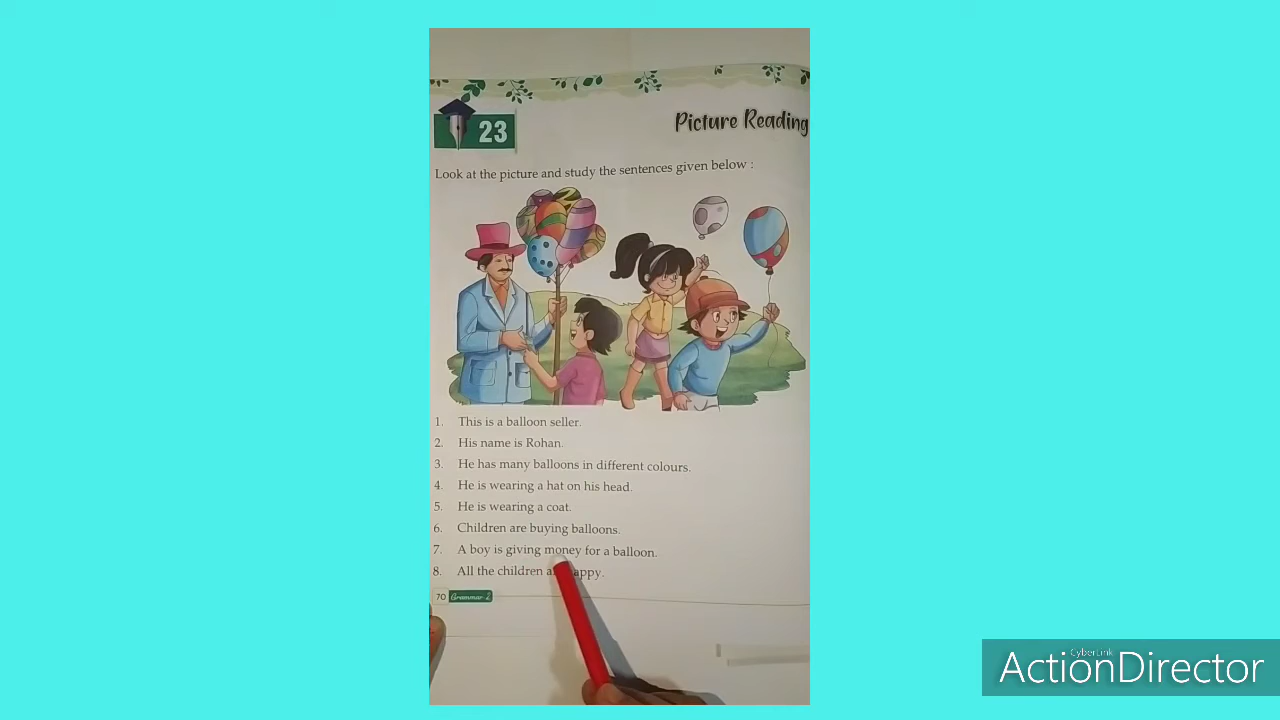 23
Picture Reading
Look at the picture and study the sentences given below :
1. This is a balloon seller.
2. His name is Rohan.
3. He has many balloons in different colours.
4. He is wearing a hat on his head.
5. He is wearing a coat.
6. Children are buying balloons.
7. A boy is giving money for a balloon.
8. All the children a appy.
70 Grammar 2
CyberLink
ActionDirector